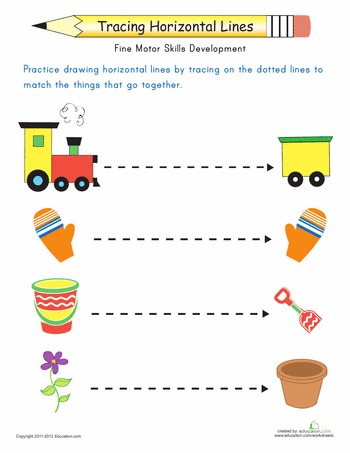 Tracing Horizontal Lines
Fine Motor Skills Development
Practice drawing horizontal lines by tracing on the dotted lines to
match the things that go together.
Copyright 2011-2012 Education.com
created by:
education.com
www.education.com/worksheets